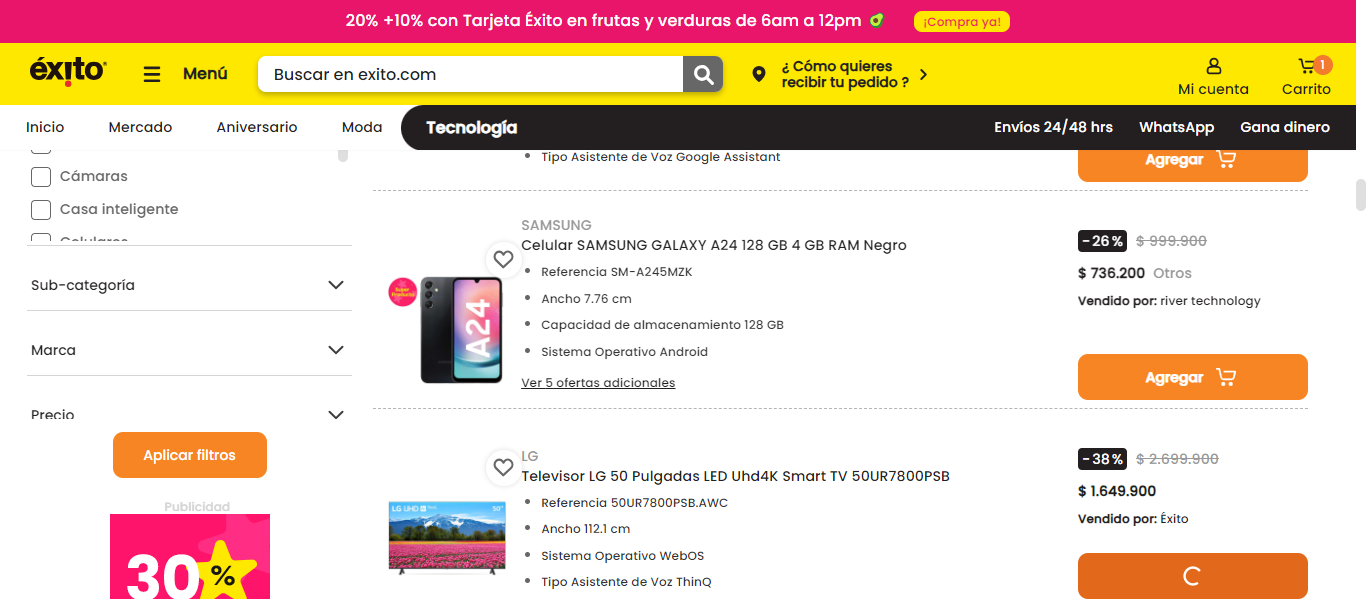 20% +10% con Tarjeta Éxito en frutas y verduras de 6am a 12pm
¡Compra ya!
éxito
Menú
Buscar en exito.com
¿ Cómo quieres
recibir tu pedido ?
Mi cuenta
1
Carrito
Inicio
Mercado
Aniversario
Moda
Tecnología
Envíos 24/48 hrs
WhatsApp
Gana dinero
Cámaras
Casa inteligente
Celulares
Sub-categoría
Marca
Precio
Aplicar filtros
Publicidad
30%
Tipo Asistente de Voz Google Assistant
Agregar
SAMSUNG
Celular SAMSUNG GALAXY A24 128 GB 4 GB RAM Negro
Super
Producto
A24
Referencia SM-A245MZK
Ancho 7.76 cm
Capacidad de almacenamiento 128 GB
Sistema Operativo Android
Ver 5 ofertas adicionales
-26%
$ 999.900
$ 736.200 Otros
Vendido por: river technology
Agregar
LG
Televisor LG 50 Pulgadas LED Uhd4K Smart TV 50UR7800PSB
LG UHD
50"
Referencia 50UR7800PSB.AWC
Ancho 112.1 cm
Sistema Operativo WebOS
Tipo Asistente de Voz ThinQ
-38%
$ 2.699.900
$ 1.649.900
Vendido por: Éxito